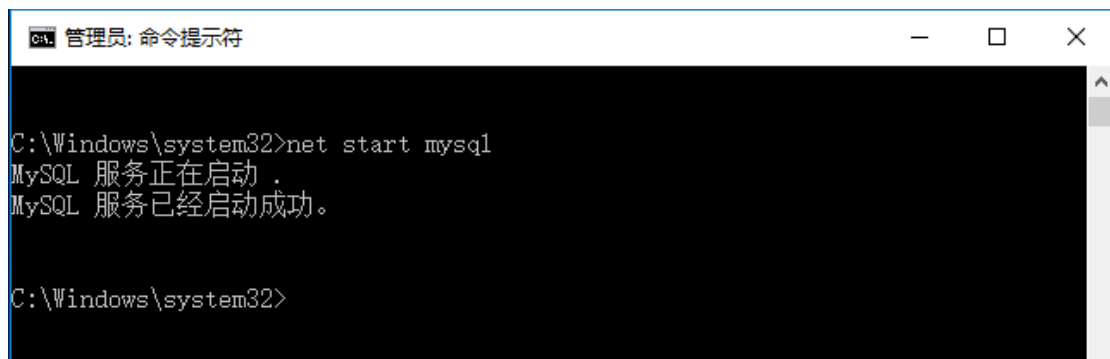 管理员: 命令提示符
C:\Windows\system32>net start mysql
MySQL 服务正在启动 .
MySQL 服务已经启动成功。
C:\Windows\system32>